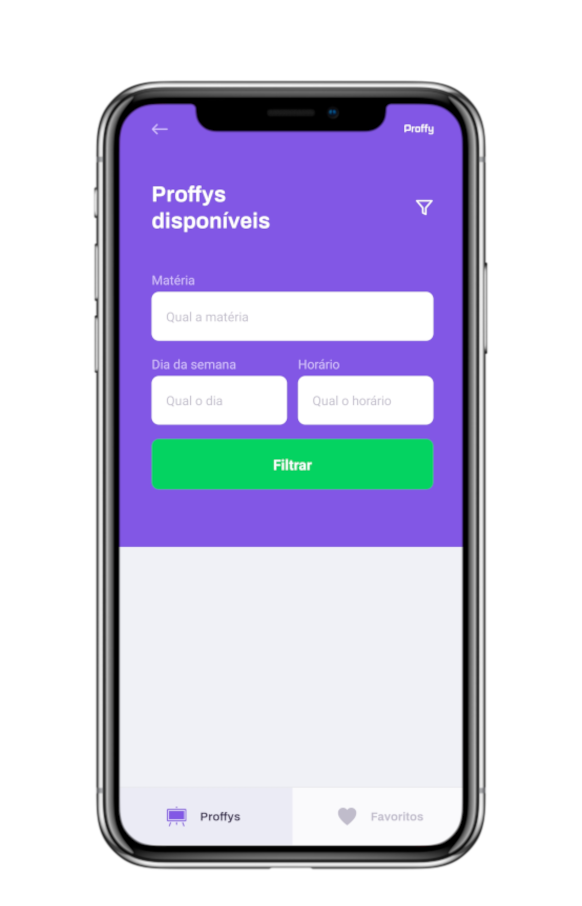 Proffy
Proffys
disponíveis
Matéria
Qual a matéria
Dia da semana
Horário
Qual o dia
Qual o horário
Filtrar
Proffys
Favoritos